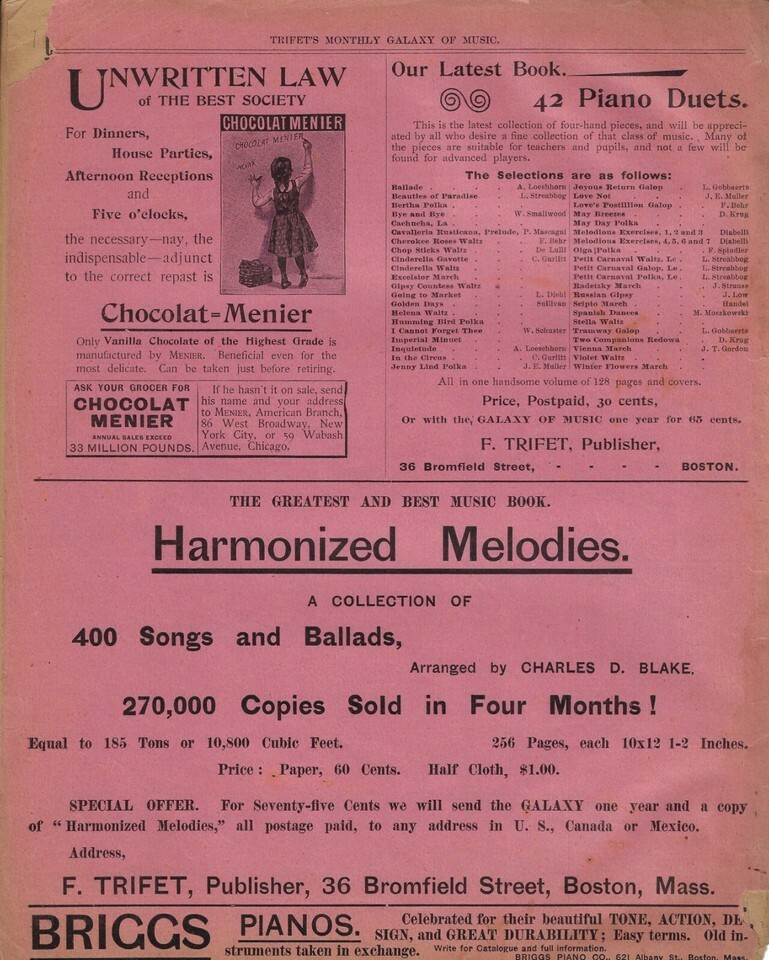 TRIFET'S MONTHLY GALAXY OF MUSIC.
UNWRITTEN LAW
of THE BEST SOCIETY
For Dinners,
House Parties,
Afternoon Receptions
and
Five o'clocks,
the necessary—nay, the
indispensable—adjunct
to the correct repast is
CHOCOLAT MENIER
CHOCOLAT MENIER
Chocolat=Menier
Only Vanilla Chocolate of the Highest Grade is
manufactured by MENIER. Beneficial even for the
most delicate. Can be taken just before retiring.
ASK YOUR GROCER FOR
CHOCOLAT
MENIER
ANNUAL SALES EXCEED
33 MILLION POUNDS.
If he hasn't it on sale, send
his name and your address
to MENIER, American Branch,
86 West Broadway, New
York City, or 59 Wabash
Avenue, Chicago.
Our Latest Book.
42 Piano Duets.
This is the latest collection of four-hand pieces, and will be appreci-
ated by all who desire a fine collection of that class of music. Many of
the pieces are suitable for teachers and pupils, and not a few will be
found for advanced players.
The Selections are as follows:
Ballade . . . . A. Loeschhorn
Beauties of Paradise . L. Streabbog
Bertha Polka . . . .
Bye and Bye . . W. Smallwood
Cachucha, La . . . .
Cavalleria Rusticana, Prelude, P. Mascagni
Cherokee Roses Waltz . F. Behr
Chop Sticks Waltz . . De Lulli
Cinderella Gavotte . . C. Gurlitt
Cinderella Waltz . . .
Excelsior March . . .
Gipsy Countess Waltz . .
Going to Market . . L. Diehl
Golden Days . . . Sullivan
Helena Waltz . . . .
Humming Bird Polka . .
I Cannot Forget Thee . W. Schuster
Imperial Minuet . . .
Inquietude . . A. Loeschhorn
In the Circus . . . C. Gurlitt
Jenny Lind Polka . . J. E. Muller
Joyous Return Galop . L. Gobbaerts
Love Not . . . J. E. Muller
Love's Postillion Galop . . F. Behr
May Breezes . . . D. Krug
May Day Polka . . .
Melodious Exercises, 1, 2 and 3 Diabelli
Melodious Exercises, 4, 5, 6 and 7 Diabelli
Olga Polka . . . F. Spindler
Petit Carnaval Waltz, Le . L. Streabbog
Petit Carnaval Galop, Le . L. Streabbog
Petit Carnaval Polka, Le . L. Streabbog
Radetzky March . . J. Strauss
Russian Gipsy . . . J. Low
Scipio March . . . Handel
Spanish Dances . . M. Moszkowski
Stella Waltz . . .
Tramway Galop . . L. Gobbaerts
Two Companions Redowa . D. Krug
Vienna March . . J. T. Gordon
Violet Waltz . . .
Winter Flowers March . .
All in one handsome volume of 128 pages and covers.
Price, Postpaid, 30 cents,
Or with the GALAXY OF MUSIC one year for 65 cents.
F. TRIFET, Publisher,
36 Bromfield Street, - - - - BOSTON.
THE GREATEST AND BEST MUSIC BOOK.
Harmonized Melodies.
A COLLECTION OF
400 Songs and Ballads,
Arranged by CHARLES D. BLAKE.
270,000 Copies Sold in Four Months!
Equal to 185 Tons or 10,800 Cubic Feet. 256 Pages, each 10x12 1-2 Inches.
Price: Paper, 60 Cents. Half Cloth, $1.00.
SPECIAL OFFER. For Seventy-five Cents we will send the GALAXY one year and a copy
of "Harmonized Melodies," all postage paid, to any address in U. S., Canada or Mexico.
Address,
F. TRIFET, Publisher, 36 Bromfield Street, Boston, Mass.
BRIGGS PIANOS.
Celebrated for their beautiful TONE, ACTION, DE-
SIGN, and GREAT DURABILITY; Easy terms. Old in-
struments taken in exchange. Write for Catalogue and full information.
BRIGGS PIANO CO., 621 Albany St., Boston, Mass.